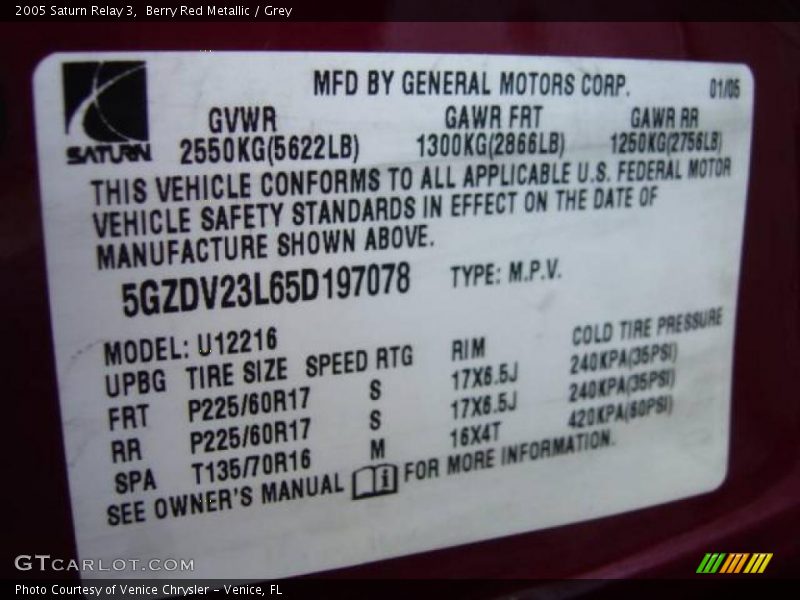 2005 Saturn Relay 3,  Berry Red Metallic / Grey
MFD BY GENERAL MOTORS CORP. 01/05
GVWR GAWR FRT GAWR RR
SATURN 2550KG(5622LB) 1300KG(2866LB) 1250KG(2756LB)
THIS VEHICLE CONFORMS TO ALL APPLICABLE U.S. FEDERAL MOTOR
VEHICLE SAFETY STANDARDS IN EFFECT ON THE DATE OF
MANUFACTURE SHOWN ABOVE.
5GZDV23L65D197078 TYPE: M.P.V.
MODEL: U12216
UPBG TIRE SIZE SPEED RTG RIM COLD TIRE PRESSURE
FRT P225/60R17 S 17X6.5J 240KPA(35PSI)
RR P225/60R17 S 17X6.5J 240KPA(35PSI)
SPA T135/70R16 M 16X4T 420KPA(60PSI)
SEE OWNER'S MANUAL i FOR MORE INFORMATION.
GTCARLOT.COM
Photo Courtesy of Venice Chrysler - Venice, FL